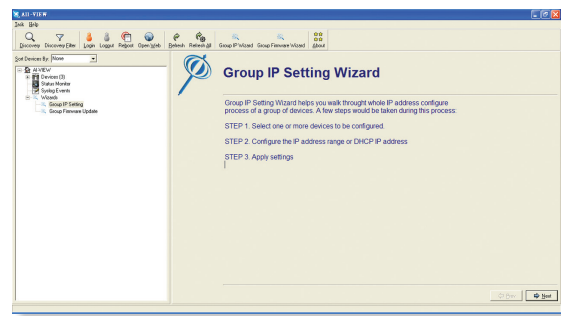 AII-VIEW
Task Help
Discovery Discovery Filter Login Logout Reboot Open Web Refresh Refresh All Group IP Wizard Group Firmware Wizard About
Sort Devices By: None
AI-VIEW
Devices (3)
Status Monitor
Syslog Events
Wizards
Group IP Setting
Group Firmware Update
Group IP Setting Wizard
Group IP Setting Wizard helps you walk throught whole IP address configure
process of a group of devices. A few steps would be taken during this process:
STEP 1. Select one or more devices to be configured.
STEP 2. Configure the IP address range or DHCP IP address
STEP 3. Apply settings
Prev Next